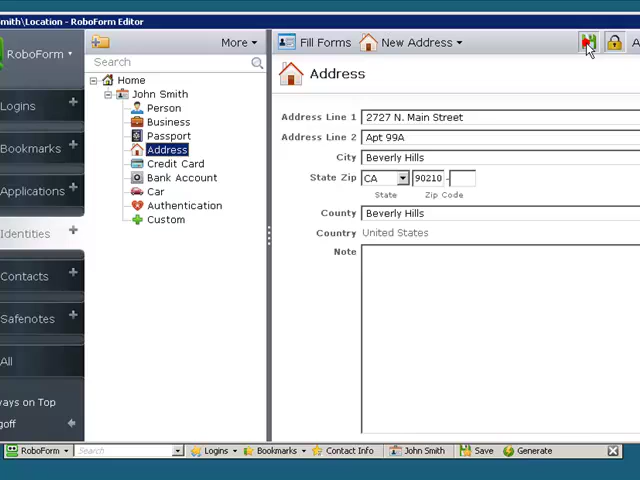 Smith\Location - RoboForm Editor
RoboForm
Logins
Bookmarks
Applications
Identities
Contacts
Safenotes
All
ays on Top
goff
More
Search
Home
John Smith
Person
Business
Passport
Address
Credit Card
Bank Account
Car
Authentication
Custom
Fill Forms
New Address
A
Address
Address Line 1 2727 N. Main Street
Address Line 2 Apt 99A
City Beverly Hills
State Zip CA 90210 -
State Zip Code
County Beverly Hills
Country United States
Note
RoboForm Search Logins Bookmarks Contact Info John Smith Save Generate